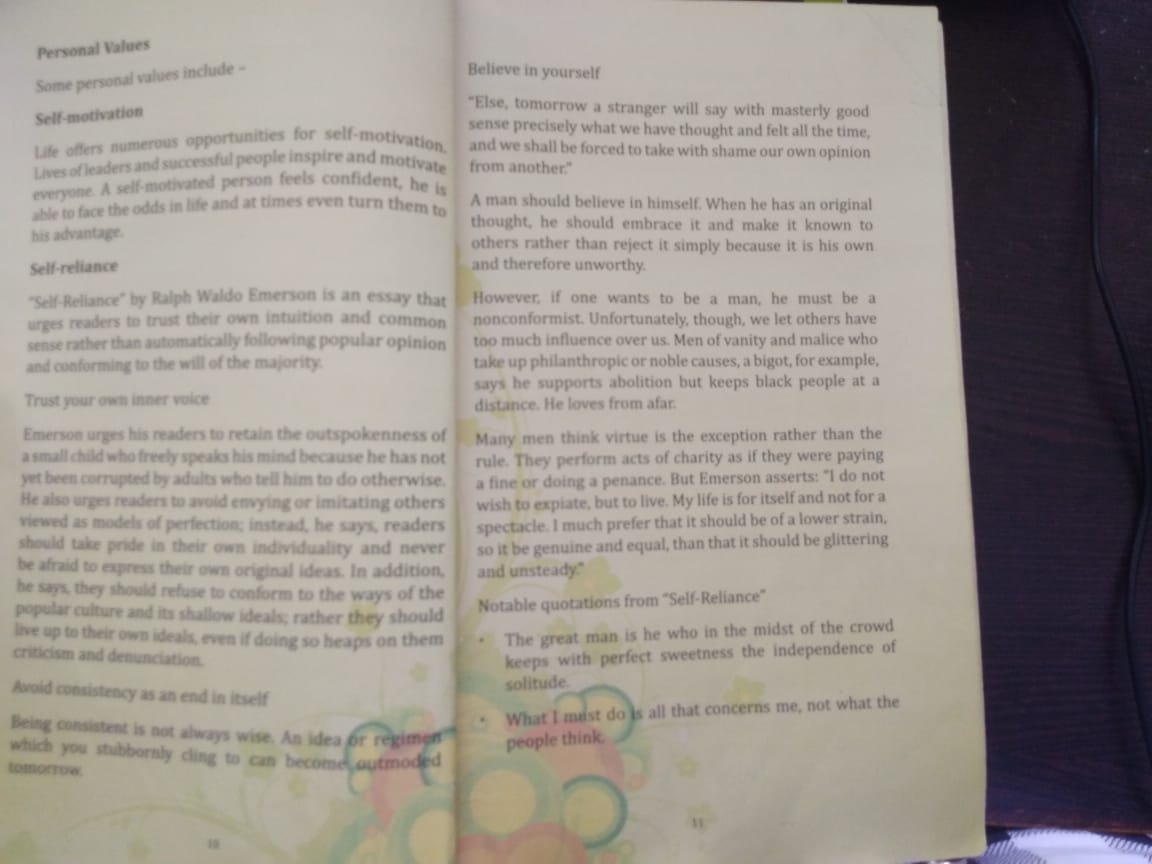 Personal Values
Some personal values include –
Self-motivation
Life offers numerous opportunities for self-motivation.
Lives of leaders and successful people inspire and motivate
everyone. A self-motivated person feels confident, he is
able to face the odds in life and at times even turn them to
his advantage.
Self-reliance
"Self-Reliance" by Ralph Waldo Emerson is an essay that
urges readers to trust their own intuition and common
sense rather than automatically following popular opinion
and conforming to the will of the majority.
Trust your own inner voice
Emerson urges his readers to retain the outspokenness of
a small child who freely speaks his mind because he has not
yet been corrupted by adults who tell him to do otherwise.
He also urges readers to avoid envying or imitating others
viewed as models of perfection; instead, he says, readers
should take pride in their own individuality and never
be afraid to express their own original ideas. In addition,
he says, they should refuse to conform to the ways of the
popular culture and its shallow ideals; rather they should
live up to their own ideals, even if doing so heaps on them
criticism and denunciation.
Avoid consistency as an end in itself
Being consistent is not always wise. An idea or regimen
which you stubbornly cling to can become outmoded
tomorrow.
10
Believe in yourself
"Else, tomorrow a stranger will say with masterly good
sense precisely what we have thought and felt all the time,
and we shall be forced to take with shame our own opinion
from another."
A man should believe in himself. When he has an original
thought, he should embrace it and make it known to
others rather than reject it simply because it is his own
and therefore unworthy.
However, if one wants to be a man, he must be a
nonconformist. Unfortunately, though, we let others have
too much influence over us. Men of vanity and malice who
take up philanthropic or noble causes, a bigot, for example,
says he supports abolition but keeps black people at a
distance. He loves from afar.
Many men think virtue is the exception rather than the
rule. They perform acts of charity as if they were paying
a fine or doing a penance. But Emerson asserts: "I do not
wish to expiate, but to live. My life is for itself and not for a
spectacle. I much prefer that it should be of a lower strain,
so it be genuine and equal, than that it should be glittering
and unsteady."
Notable quotations from "Self-Reliance"
• The great man is he who in the midst of the crowd
keeps with perfect sweetness the independence of
solitude.
• What I must do is all that concerns me, not what the
people think.
11